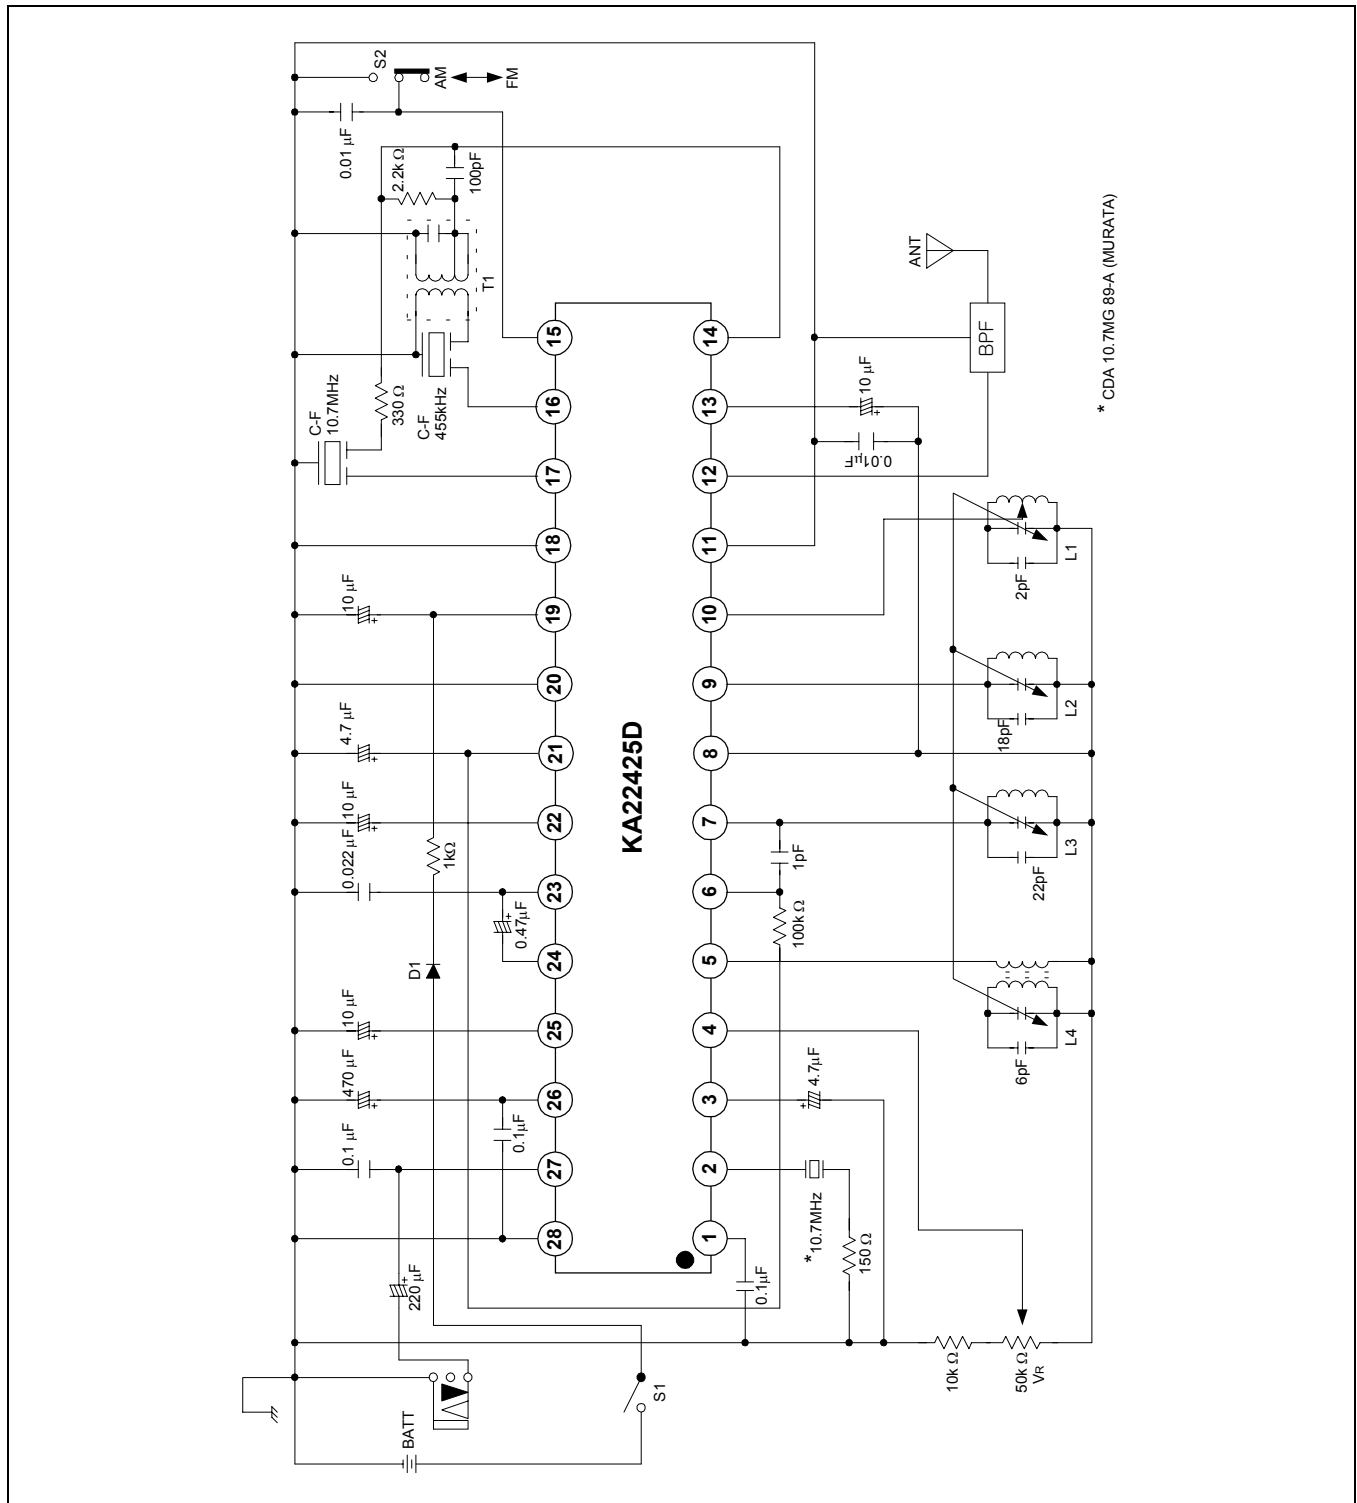 S2
AM
FM
0.01 μF
2.2k Ω
100pF
T1
C-F
10.7MHz
330 Ω
C-F
455kHz
ANT
BPF
* CDA 10.7MG 89-A (MURATA)
15
14
16
13
10 μF
17
12
0.01μF
18
11
10 μF
19
10
L1
2pF
20
9
4.7 μF
21
8
L2
18pF
KA22425D
10 μF
22
7
0.022 μF
1kΩ
23
6
1pF
L3
22pF
0.47μF
100k Ω
D1
24
5
10 μF
25
4
L4
6pF
470 μF
26
3
4.7μF
0.1μF
0.1 μF
27
2
*10.7MHz
28
1
150 Ω
220 μF
0.1μF
10k Ω
50k Ω
VR
S1
BATT